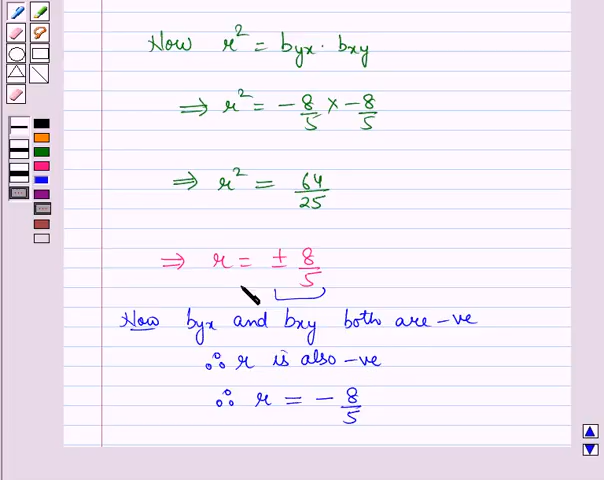 Now r² = byx · bxy
⇒ r² = -8/5 × -8/5
⇒ r² = 64/25
⇒ r = ± 8/5
Now byx and bxy both are -ve
∴ r is also -ve
∴ r = - 8/5